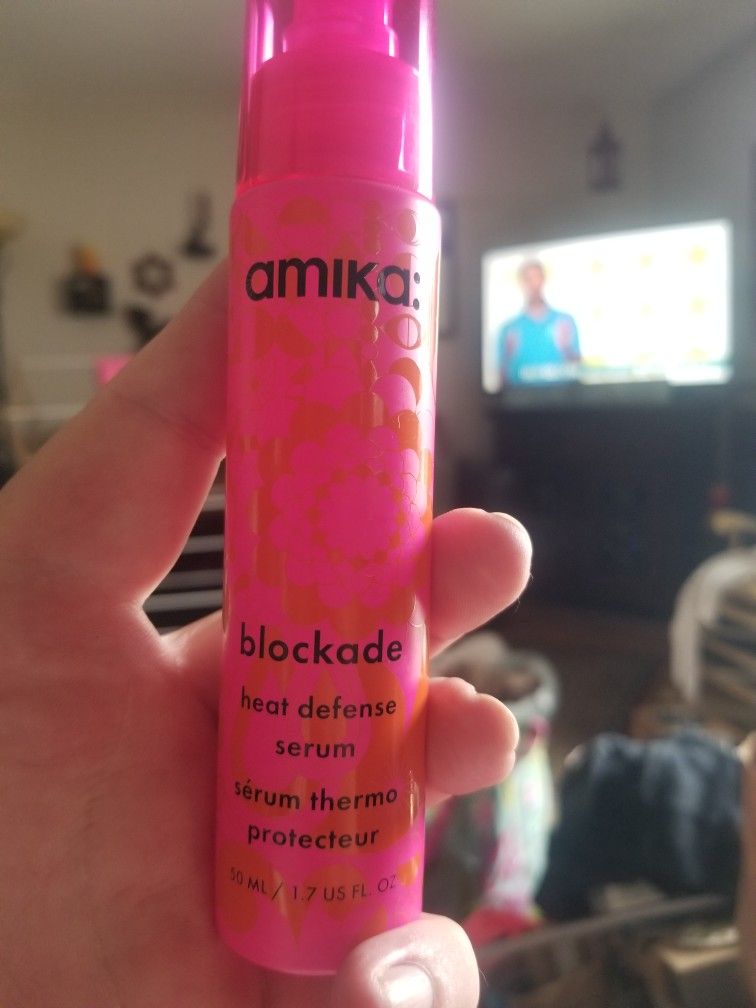 amika:
blockade
heat defense
serum
sérum thermo
protecteur
50 ML / 1.7 US FL. OZ